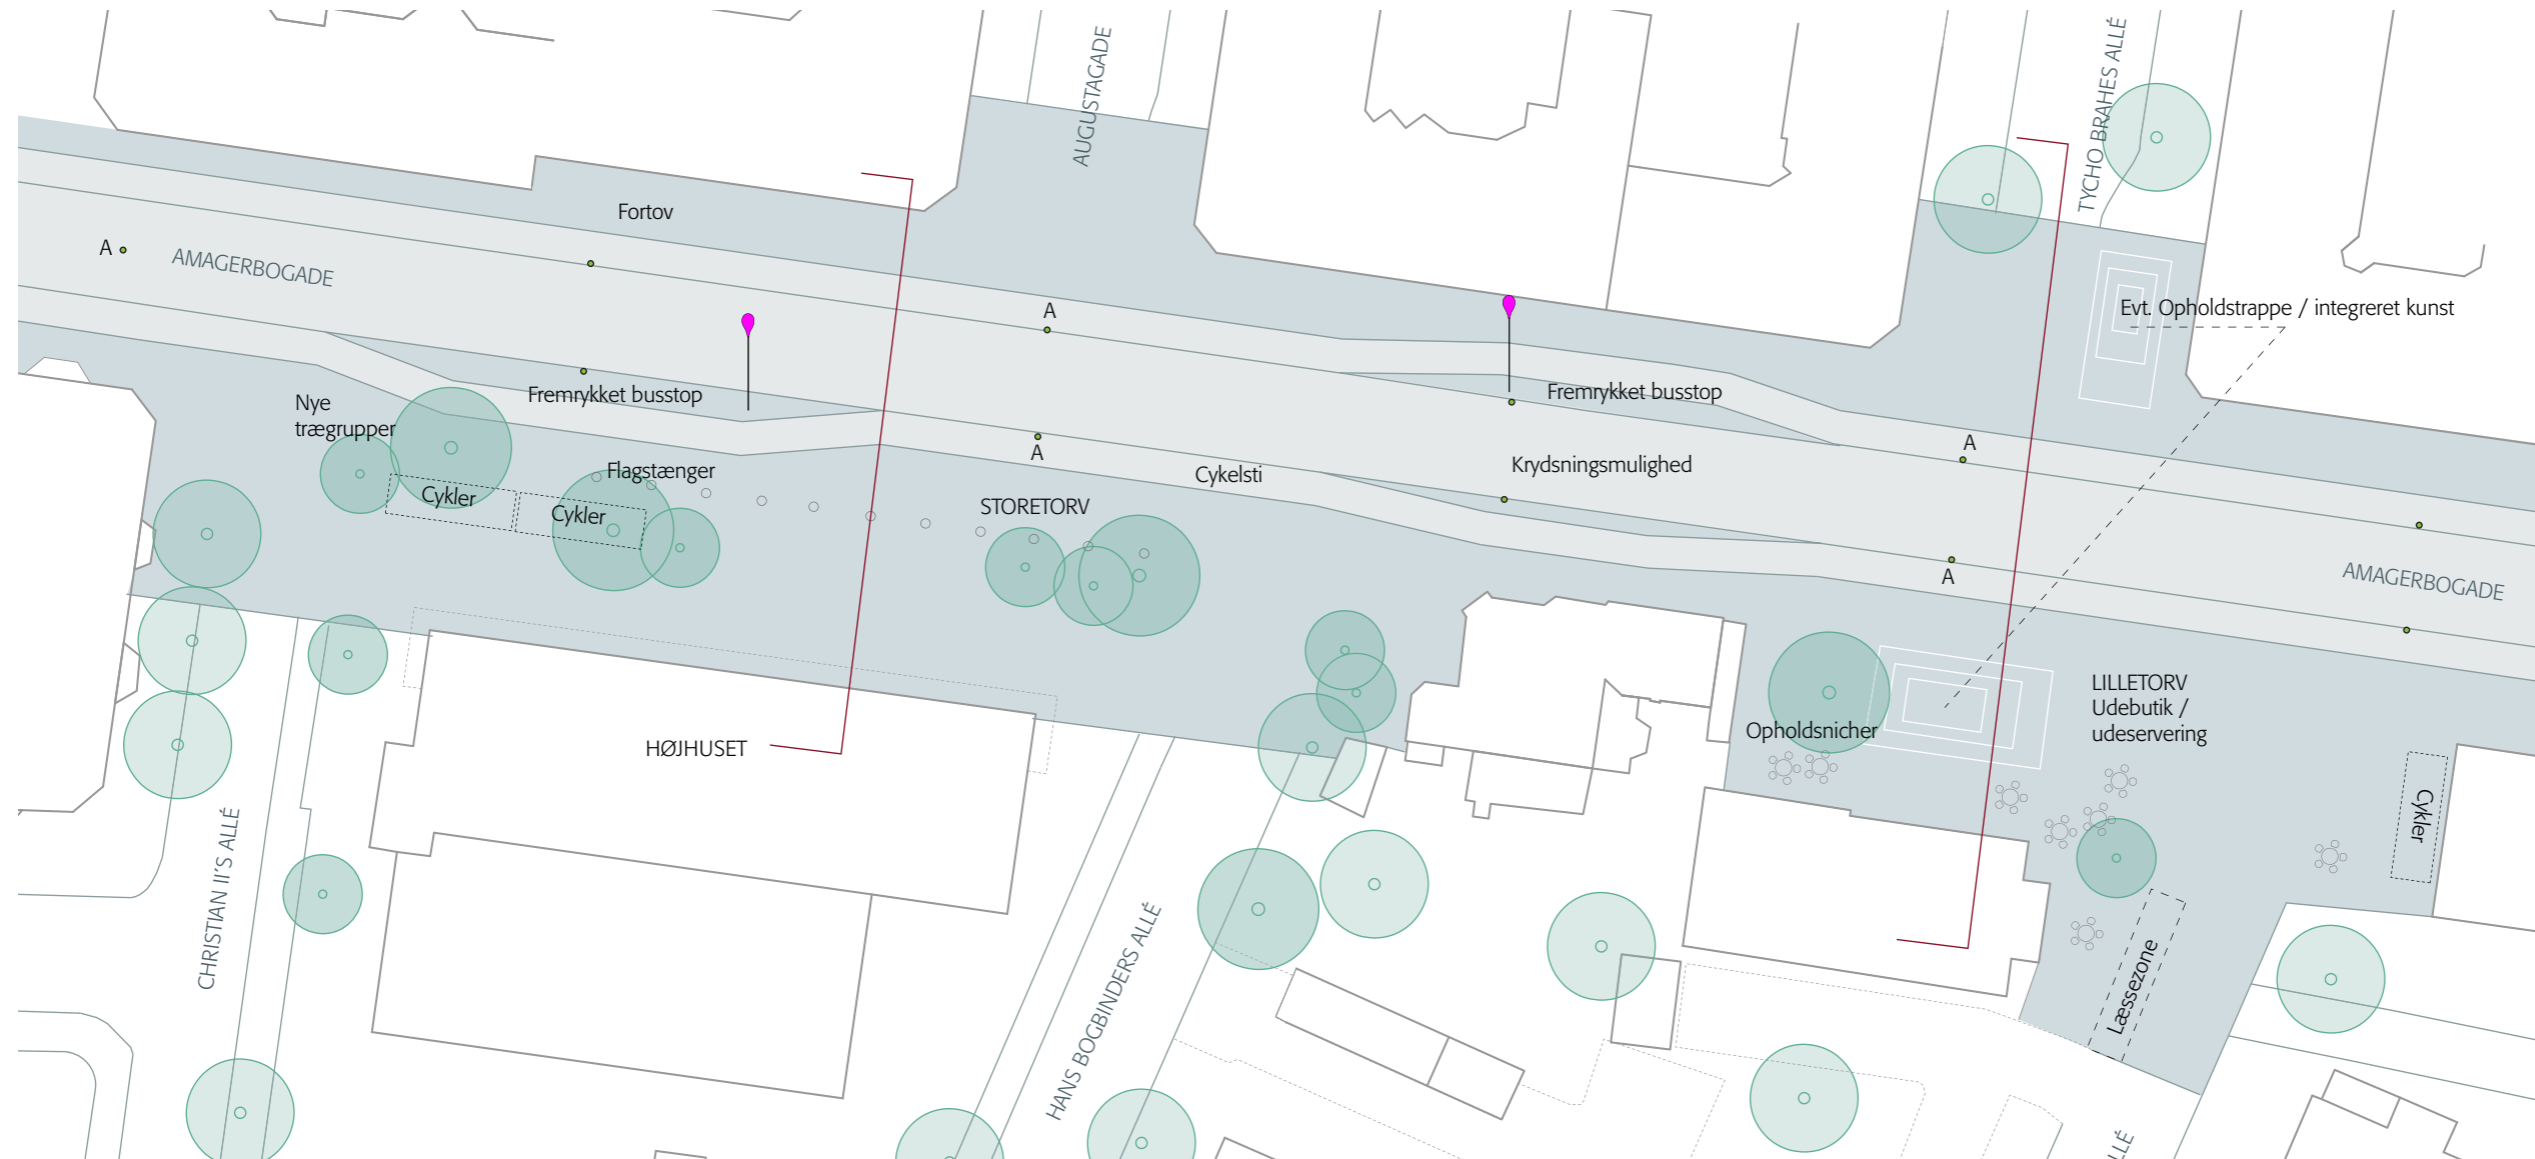 AUGUSTAGADE
TYCHO BRAHES ALLÉ
Fortov
A
AMAGERBOGADE
A
Evt. Opholdstrappe / integreret kunst
Fremrykket busstop
Fremrykket busstop
Nye
trægrupper
A
A
Flagstænger
Cykelsti
Krydsningsmulighed
Cykler
Cykler
STORETORV
A
AMAGERBOGADE
LILLETORV
Udebutik /
udeservering
Opholdsnicher
HØJHUSET
Cykler
CHRISTIAN II'S ALLÉ
HANS BOGBINDERS ALLÉ
Læssezone
LLÉ